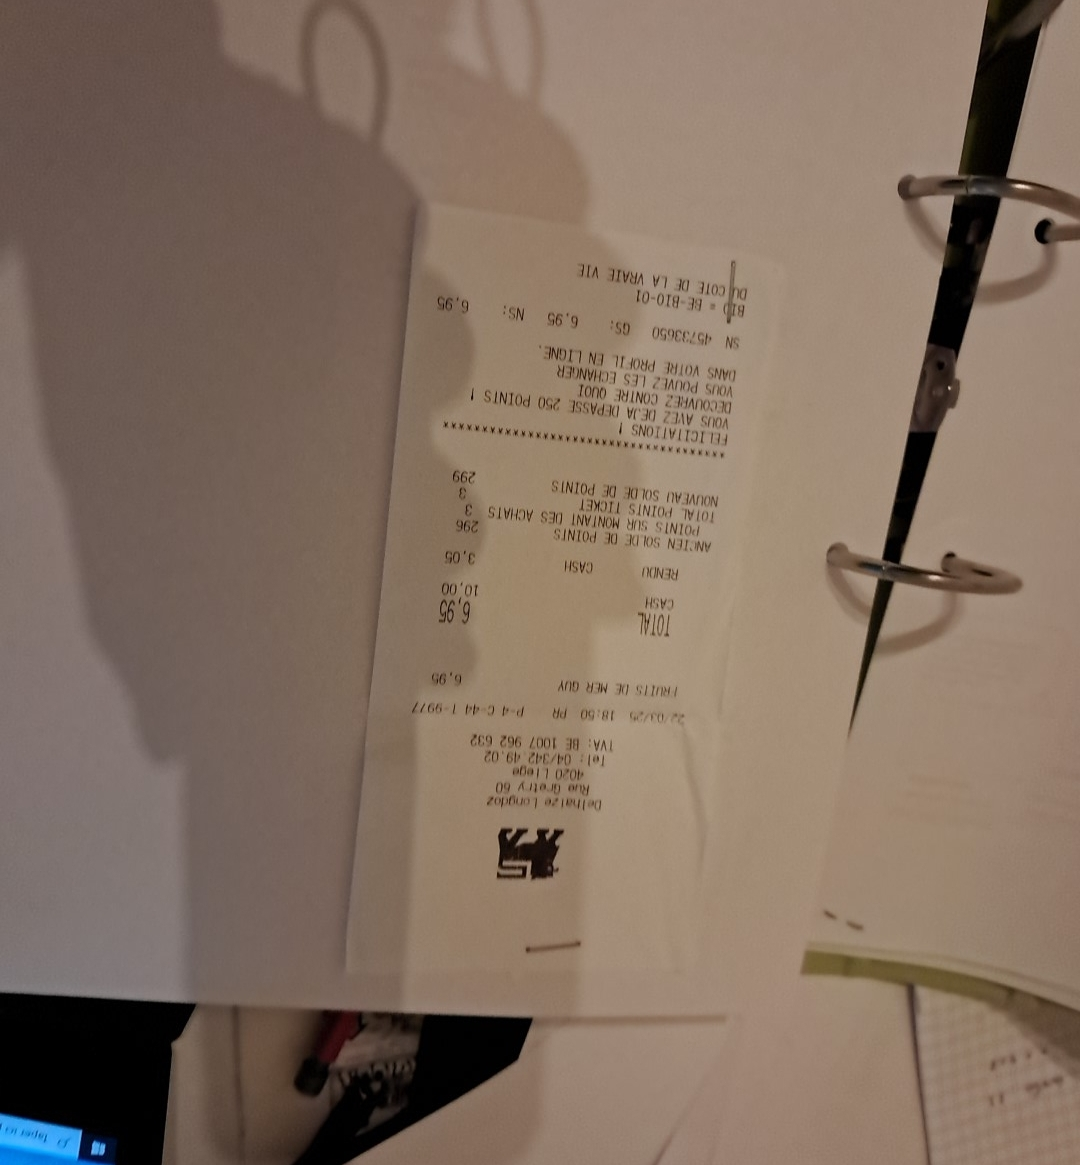 Delhaize Longdoz
Rue Gretry 60
4020 Liege
Tel: 04/342.49.02
TVA: BE 1007 962 632
22/03/25 18:50 PR P-4 C-44 T-9977
FRUITS DE MER GUY 6,95
TOTAL 6,95
CASH 10,00
RENDU CASH 3,05
ANCIEN SOLDE DE POINTS 296
POINTS SUR MONTANT DES ACHATS 3
TOTAL POINTS TICKET 3
NOUVEAU SOLDE DE POINTS 299
****************************************
FELICITATIONS !
VOUS AVEZ DEJA DEPASSE 250 POINTS !
DECOUVREZ CONTRE QUOI
VOUS POUVEZ LES ECHANGER
DANS VOTRE PROFIL EN LIGNE.
SN 45733650 GS: 6,95 NS: 6,95
BIO = BE-BIO-01
DU COTE DE LA VRAIE VIE